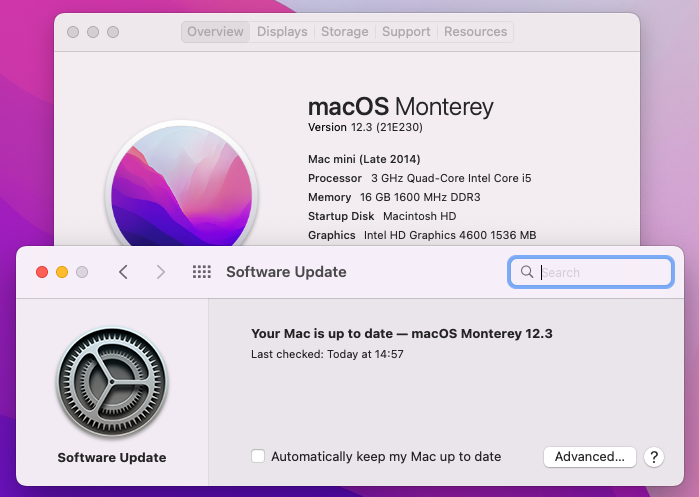 Overview Displays Storage Support Resources
macOS Monterey
Version 12.3 (21E230)
Mac mini (Late 2014)
Processor 3 GHz Quad-Core Intel Core i5
Memory 16 GB 1600 MHz DDR3
Startup Disk Macintosh HD
Graphics Intel HD Graphics 4600 1536 MB
Software Update
Search
Your Mac is up to date — macOS Monterey 12.3
Last checked: Today at 14:57
Software Update
Automatically keep my Mac up to date
Advanced...
?